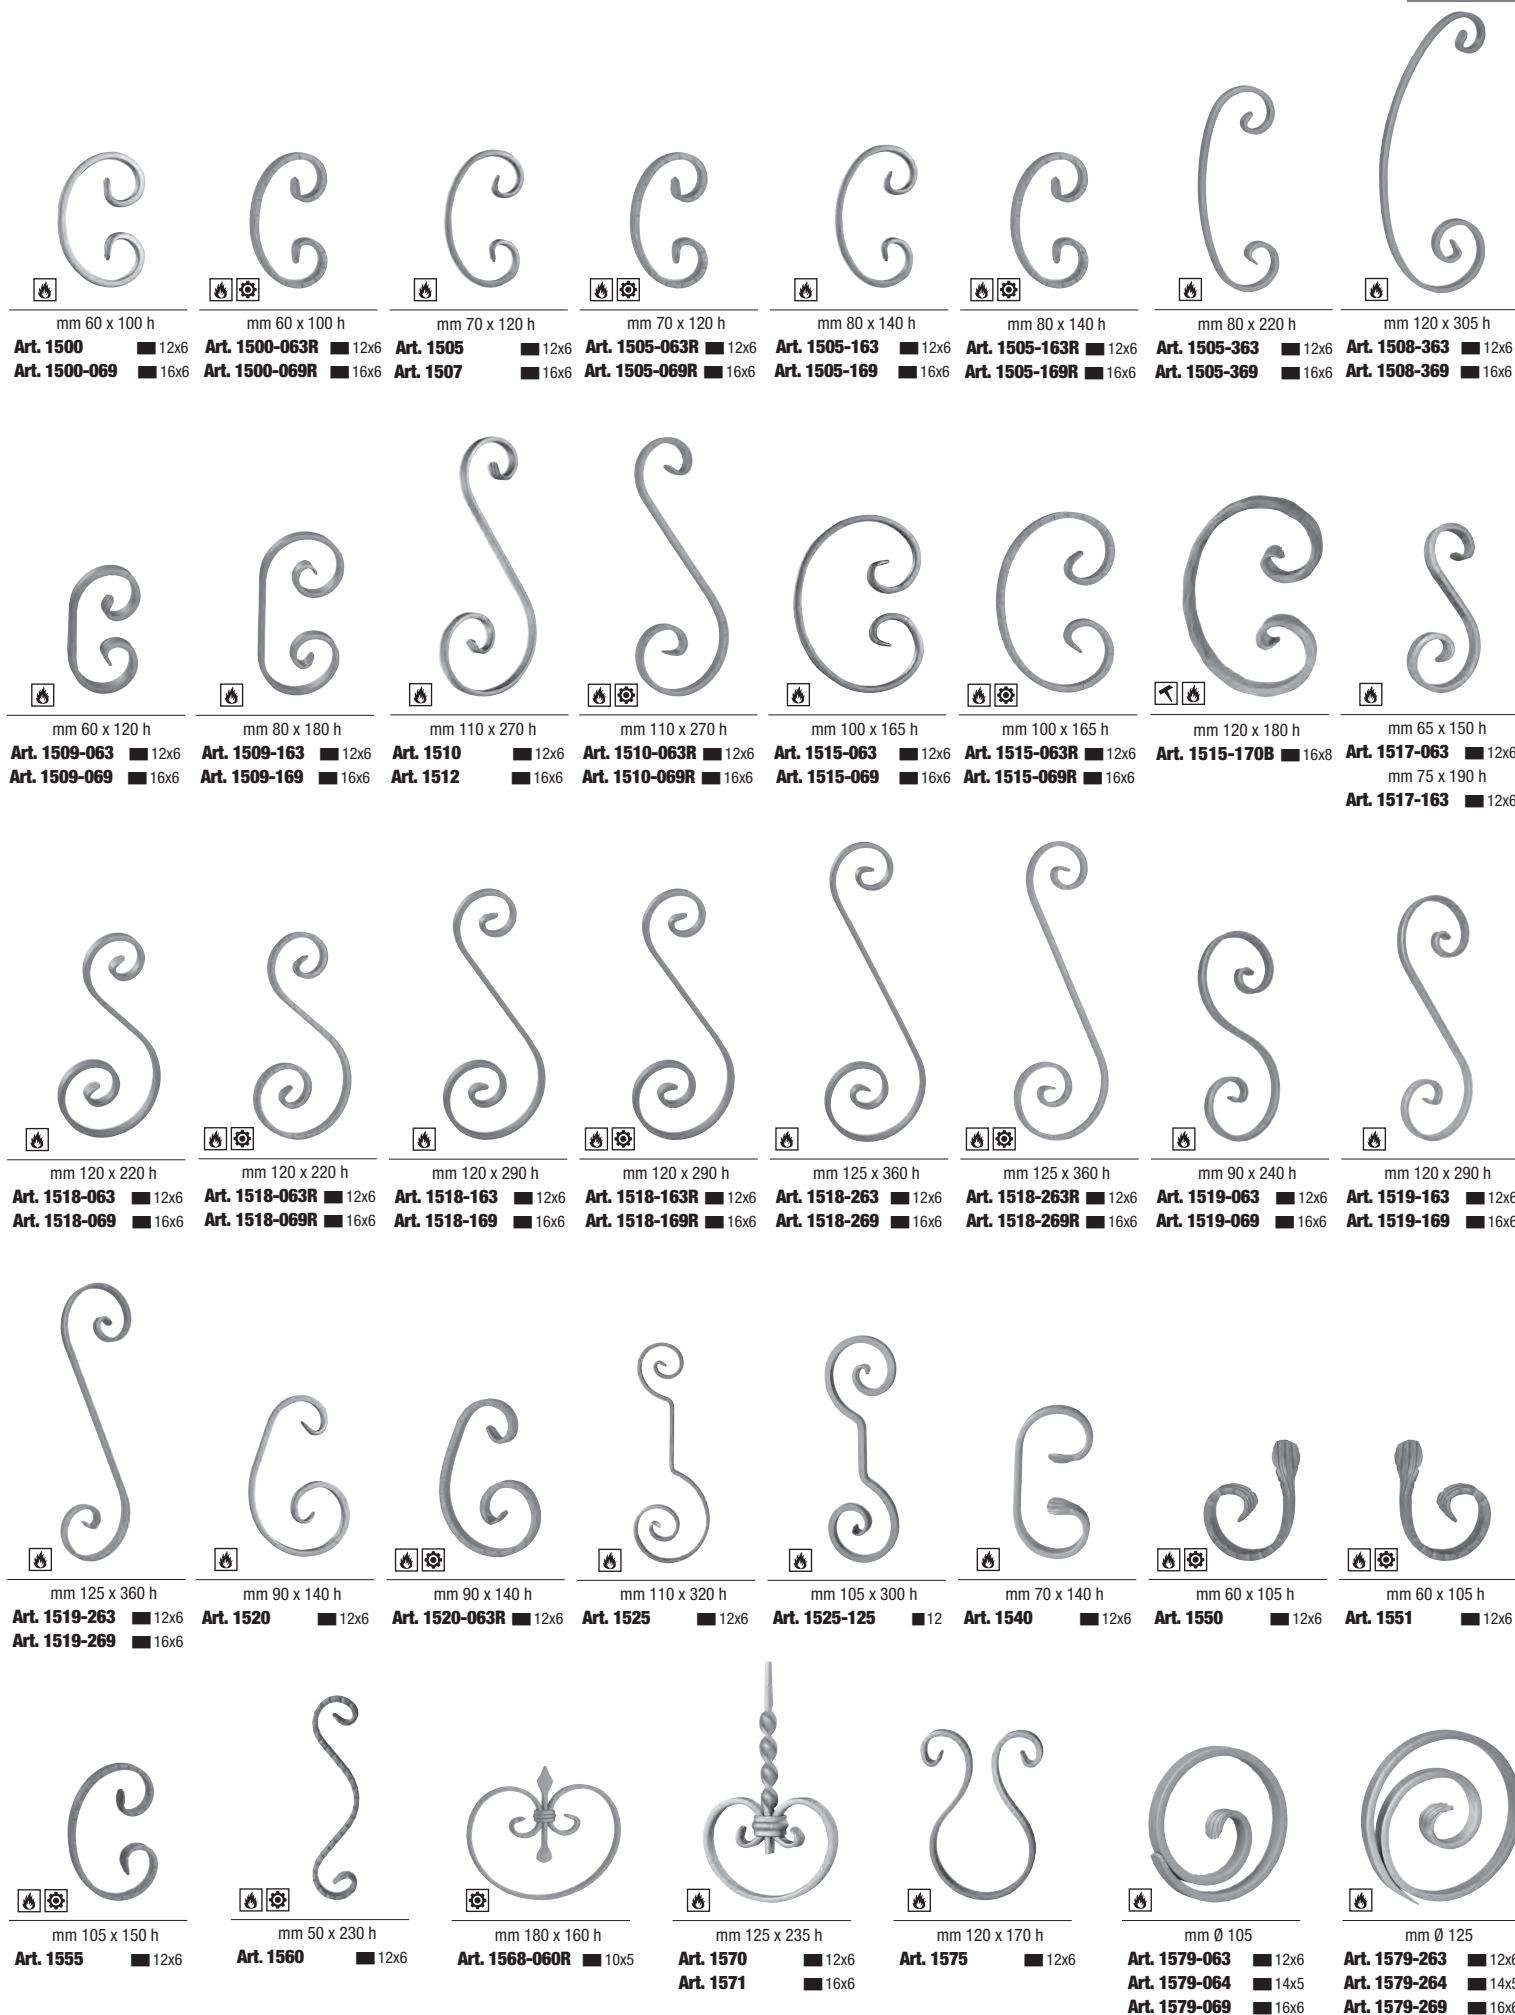 mm 60 x 100 h
Art. 1500 12x6
Art. 1500-069 16x6
mm 60 x 100 h
Art. 1500-063R 12x6
Art. 1500-069R 16x6
mm 70 x 120 h
Art. 1505 12x6
Art. 1507 16x6
mm 70 x 120 h
Art. 1505-063R 12x6
Art. 1505-069R 16x6
mm 80 x 140 h
Art. 1505-163 12x6
Art. 1505-169 16x6
mm 80 x 140 h
Art. 1505-163R 12x6
Art. 1505-169R 16x6
mm 80 x 220 h
Art. 1505-363 12x6
Art. 1505-369 16x6
mm 120 x 305 h
Art. 1508-363 12x6
Art. 1508-369 16x6
mm 60 x 120 h
Art. 1509-063 12x6
Art. 1509-069 16x6
mm 80 x 180 h
Art. 1509-163 12x6
Art. 1509-169 16x6
mm 110 x 270 h
Art. 1510 12x6
Art. 1512 16x6
mm 110 x 270 h
Art. 1510-063R 12x6
Art. 1510-069R 16x6
mm 100 x 165 h
Art. 1515-063 12x6
Art. 1515-069 16x6
mm 100 x 165 h
Art. 1515-063R 12x6
Art. 1515-069R 16x6
mm 120 x 180 h
Art. 1515-170B 16x8
mm 65 x 150 h
Art. 1517-063 12x6
mm 75 x 190 h
Art. 1517-163 12x6
mm 120 x 220 h
Art. 1518-063 12x6
Art. 1518-069 16x6
mm 120 x 220 h
Art. 1518-063R 12x6
Art. 1518-069R 16x6
mm 120 x 290 h
Art. 1518-163 12x6
Art. 1518-169 16x6
mm 120 x 290 h
Art. 1518-163R 12x6
Art. 1518-169R 16x6
mm 125 x 360 h
Art. 1518-263 12x6
Art. 1518-269 16x6
mm 125 x 360 h
Art. 1518-263R 12x6
Art. 1518-269R 16x6
mm 90 x 240 h
Art. 1519-063 12x6
Art. 1519-069 16x6
mm 120 x 290 h
Art. 1519-163 12x6
Art. 1519-169 16x6
mm 125 x 360 h
Art. 1519-263 12x6
Art. 1519-269 16x6
mm 90 x 140 h
Art. 1520 12x6
mm 90 x 140 h
Art. 1520-063R 12x6
mm 110 x 320 h
Art. 1525 12x6
mm 105 x 300 h
Art. 1525-125 12
mm 70 x 140 h
Art. 1540 12x6
mm 60 x 105 h
Art. 1550 12x6
mm 60 x 105 h
Art. 1551 12x6
mm 105 x 150 h
Art. 1555 12x6
mm 50 x 230 h
Art. 1560 12x6
mm 180 x 160 h
Art. 1568-060R 10x5
mm 125 x 235 h
Art. 1570 12x6
Art. 1571 16x6
mm 120 x 170 h
Art. 1575 12x6
mm Ø 105
Art. 1579-063 12x6
Art. 1579-064 14x5
Art. 1579-069 16x6
mm Ø 125
Art. 1579-263 12x6
Art. 1579-264 14x5
Art. 1579-269 16x6